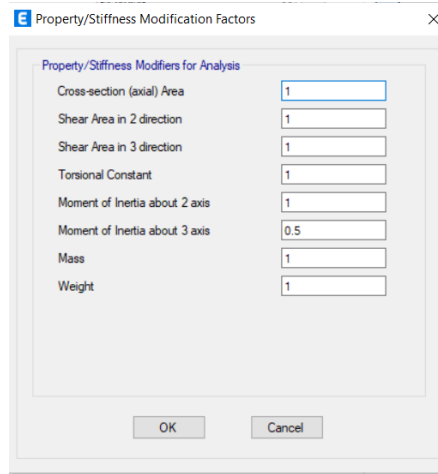 E Property/Stiffness Modification Factors
Property/Stiffness Modifiers for Analysis
Cross-section (axial) Area 1
Shear Area in 2 direction 1
Shear Area in 3 direction 1
Torsional Constant 1
Moment of Inertia about 2 axis 1
Moment of Inertia about 3 axis 0.5
Mass 1
Weight 1
OK Cancel